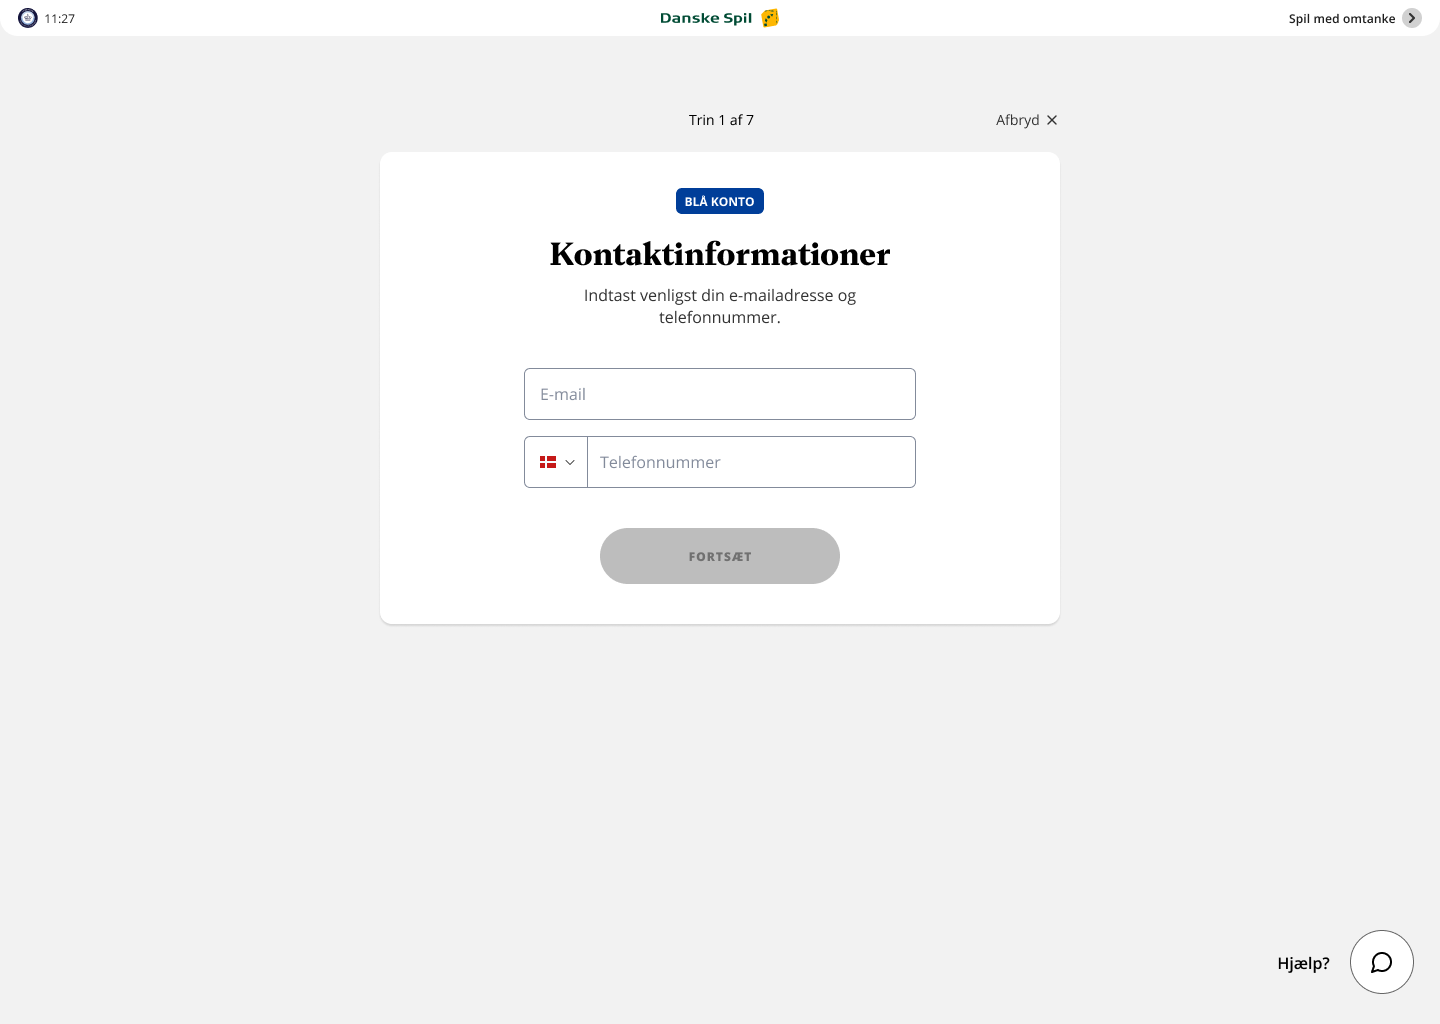 11:27
Danske Spil
Spil med omtanke
Trin 1 af 7
Afbryd
BLÅ KONTO
Kontaktinformationer
Indtast venligst din e-mailadresse og
telefonnummer.
E-mail
Telefonnummer
FORTSÆT
Hjælp?